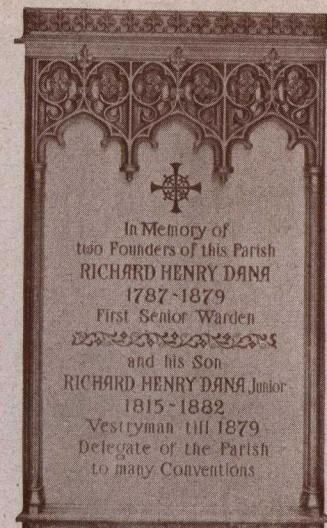 In Memory of
two Founders of this Parish
RICHARD HENRY DANA
1787-1879
First Senior Warden
and his Son
RICHARD HENRY DANA Junior
1815-1882
Vestryman till 1879
Delegate of the Parish
to many Conventions